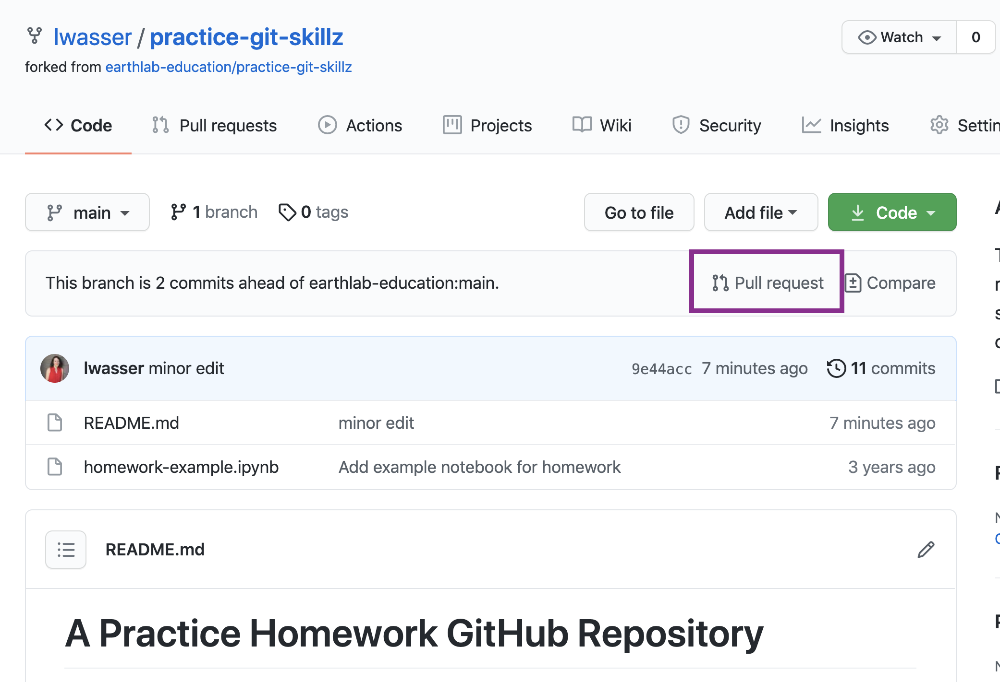 lwasser / practice-git-skillz
Watch 0
forked from earthlab-education/practice-git-skillz
Code Pull requests Actions Projects Wiki Security Insights Settin
main 1 branch 0 tags Go to file Add file Code
This branch is 2 commits ahead of earthlab-education:main. Pull request Compare
lwasser minor edit 9e44acc 7 minutes ago 11 commits
README.md minor edit 7 minutes ago
homework-example.ipynb Add example notebook for homework 3 years ago
README.md
A Practice Homework GitHub Repository